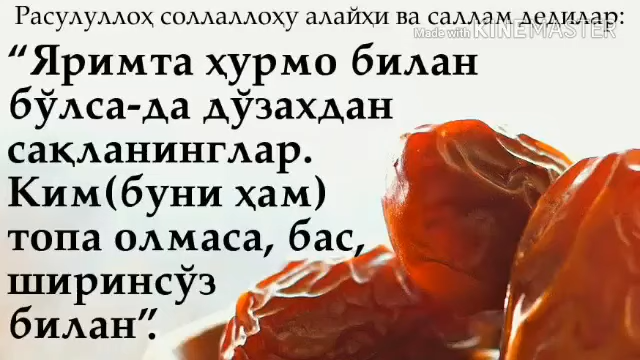 Расулуллоҳ соллаллоҳу алайҳи ва саллам дедилар:
Made with KINEMASTER
“Яримта ҳурмо билан
бўлса-да дўзахдан
сақланинглар.
Ким(буни ҳам)
топа олмаса, бас,
ширинсўз
билан”.